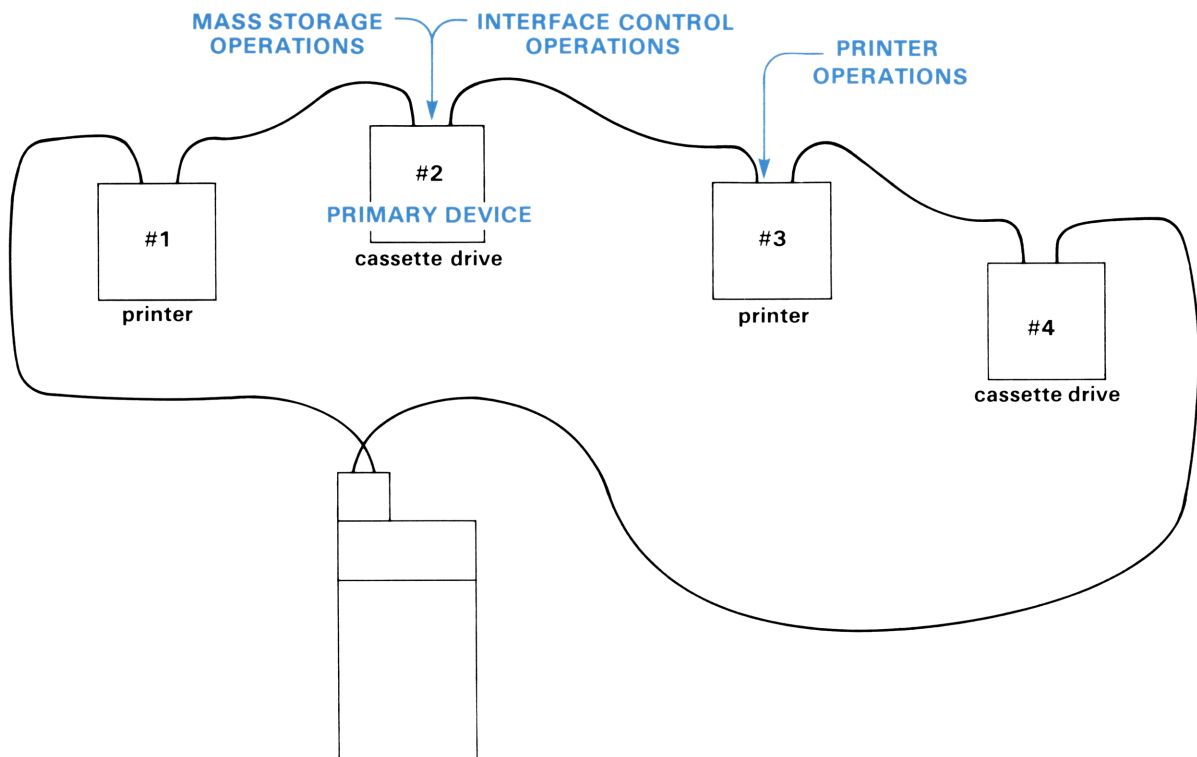 MASS STORAGE
OPERATIONS
INTERFACE CONTROL
OPERATIONS
PRINTER
OPERATIONS
#1
printer
#2
PRIMARY DEVICE
cassette drive
#3
printer
#4
cassette drive